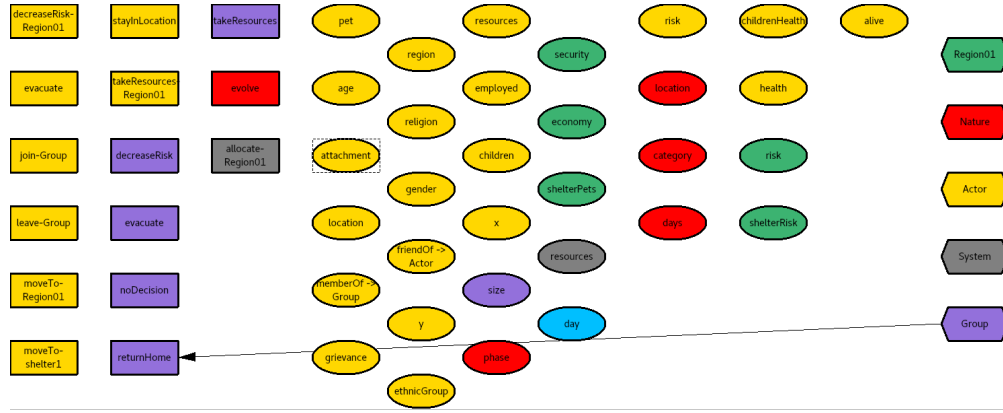 decreaseRisk-
Region01
stayInLocation
takeResources
pet
resources
risk
childrenHealth
alive
region
security
Region01
evacuate
takeResources-
Region01
evolve
age
employed
location
health
Nature
religion
economy
join-Group
decreaseRisk
allocate-
Region01
attachment
children
category
risk
Actor
gender
shelterPets
leave-Group
evacuate
location
x
days
shelterRisk
System
friendOf ->
Actor
resources
moveTo-
Region01
noDecision
memberOf ->
Group
size
Group
y
day
moveTo-
shelter1
returnHome
grievance
phase
ethnicGroup